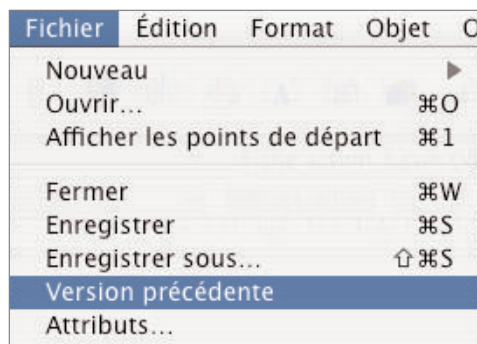 Fichier Édition Format Objet
Nouveau
Ouvrir... ⌘O
Afficher les points de départ ⌘1
Fermer ⌘W
Enregistrer ⌘S
Enregistrer sous... ⇧⌘S
Version précédente
Attributs...